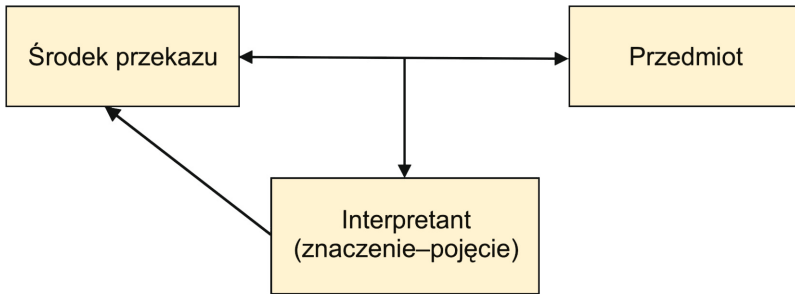 Środek przekazu
Przedmiot
Interpretant
(znaczenie–pojęcie)